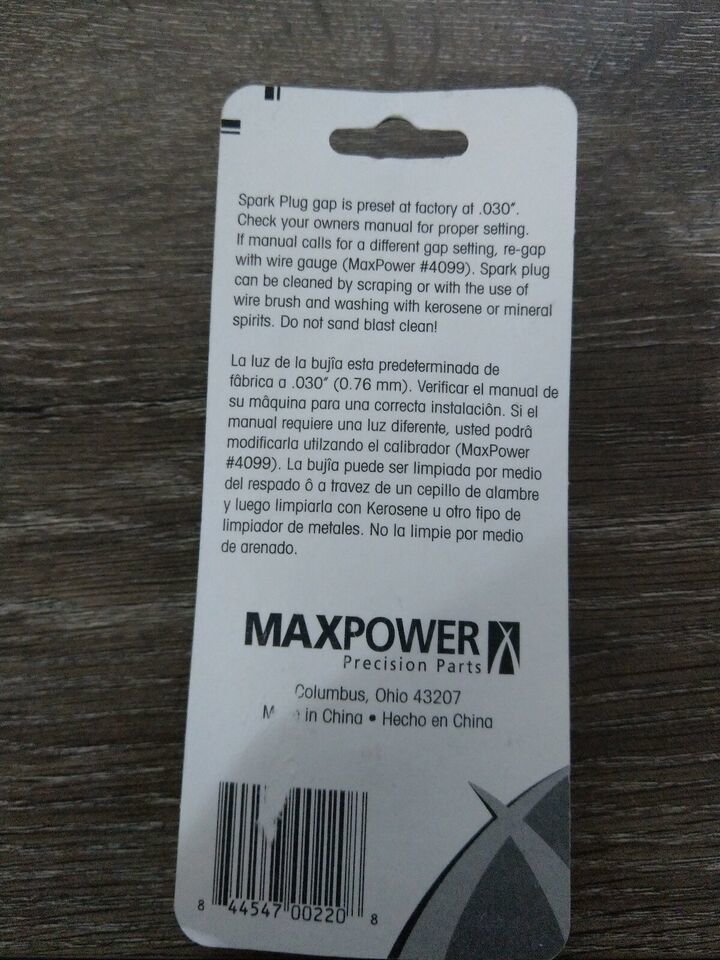 Spark Plug gap is preset at factory at .030″.
Check your owners manual for proper setting.
If manual calls for a different gap setting, re-gap
with wire gauge (MaxPower #4099). Spark plug
can be cleaned by scraping or with the use of
wire brush and washing with kerosene or mineral
spirits. Do not sand blast clean!
La luz de la bujîa esta predeterminada de
fâbrica a .030″ (0.76 mm). Verificar el manual de
su mâquina para una correcta instalaciôn. Si el
manual requiere una luz diferente, usted podrâ
modificarla utilzando el calibrador (MaxPower
#4099). La bujîa puede ser limpiada por medio
del respado ô a travez de un cepillo de alambre
y luego limpiarla con Kerosene u otro tipo de
limpiador de metales. No la limpie por medio
de arenado.
MAXPOWER
Precision Parts
Columbus, Ohio 43207
in China • Hecho en China
8 44547 00220 8